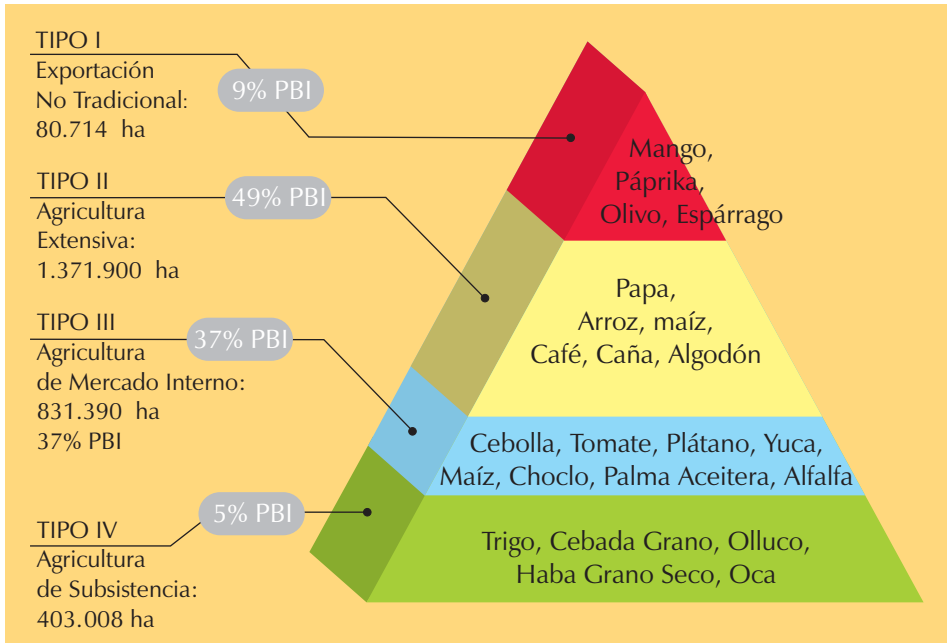 TIPO I
Exportación
No Tradicional:
80.714 ha
9% PBI
TIPO II
Agricultura
Extensiva:
1.371.900 ha
49% PBI
TIPO III
Agricultura
de Mercado Interno:
831.390 ha
37% PBI
37% PBI
TIPO IV
Agricultura
de Subsistencia:
403.008 ha
5% PBI
Mango,
Páprika,
Olivo, Espárrago
Papa,
Arroz, maíz,
Café, Caña, Algodón
Cebolla, Tomate, Plátano, Yuca,
Maíz, Choclo, Palma Aceitera, Alfalfa
Trigo, Cebada Grano, Olluco,
Haba Grano Seco, Oca